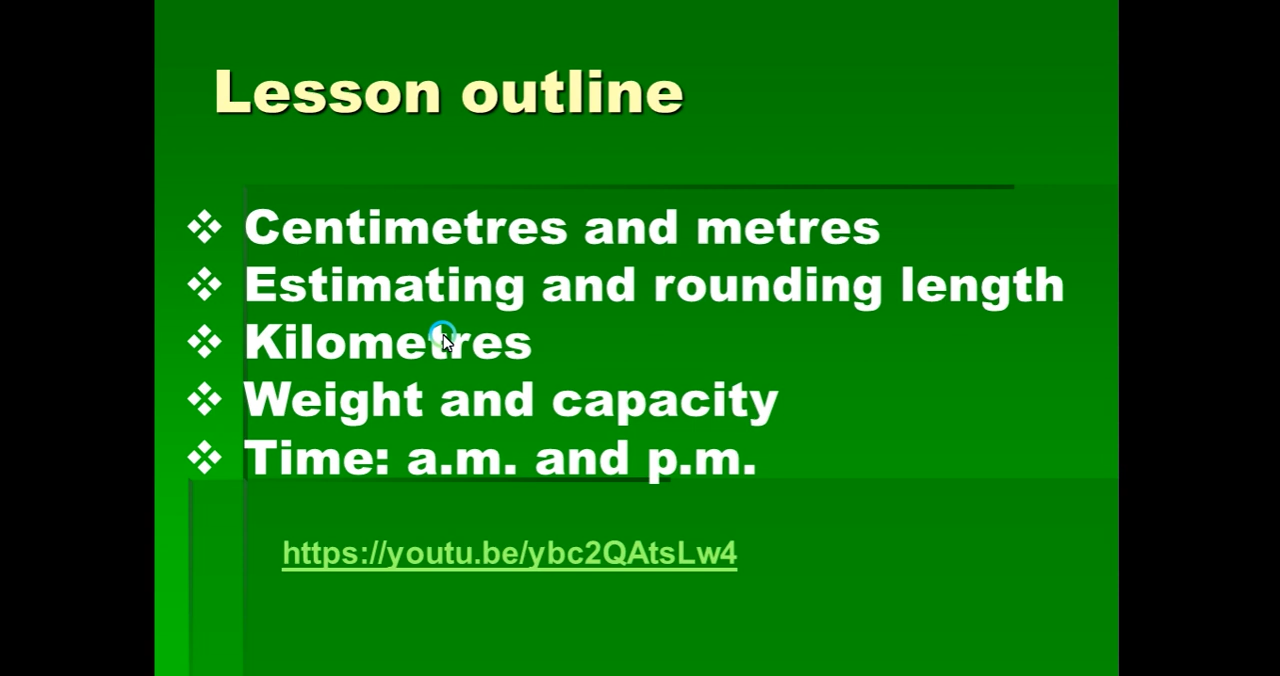 Lesson outline
Centimetres and metres
Estimating and rounding length
Kilometres
Weight and capacity
Time: a.m. and p.m.
https://youtu.be/ybc2QAtsLw4